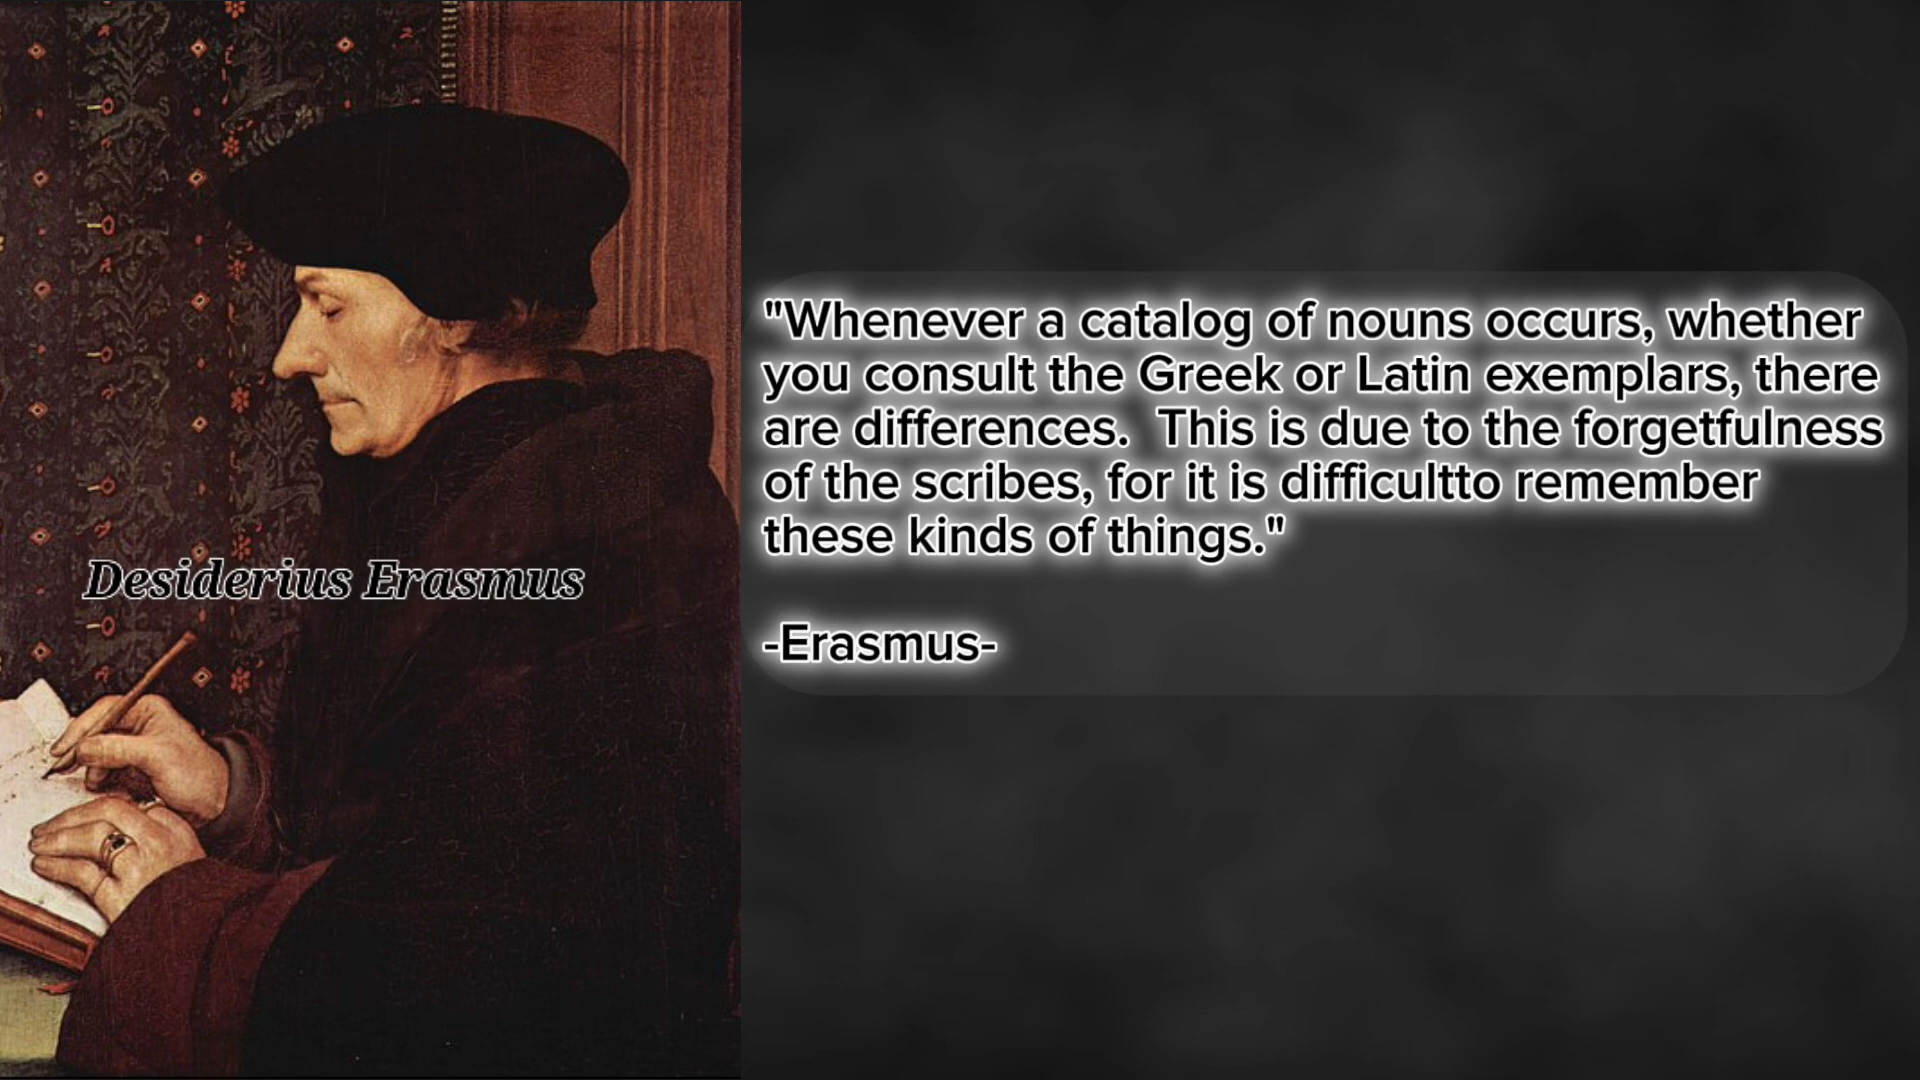 Desiderius Erasmus
"Whenever a catalog of nouns occurs, whether
you consult the Greek or Latin exemplars, there
are differences.  This is due to the forgetfulness
of the scribes, for it is difficultto remember
these kinds of things."
-Erasmus-